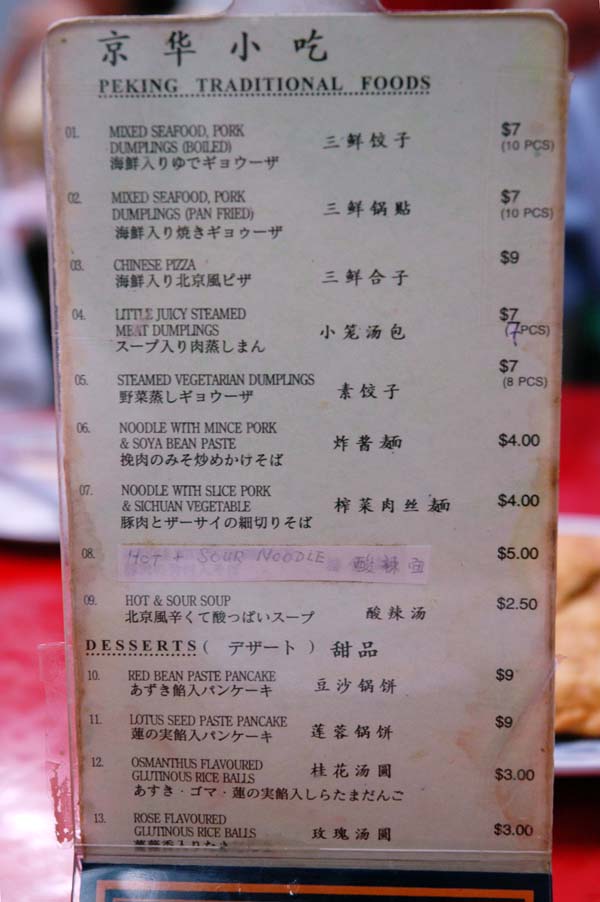 京华小吃
PEKING TRADITIONAL FOODS
01. MIXED SEAFOOD, PORK
DUMPLINGS (BOILED) 三鲜饺子 $7
(10 PCS)
海鮮入りゆでギョウーザ
02. MIXED SEAFOOD, PORK
DUMPLINGS (PAN FRIED) 三鲜锅贴 $7
(10 PCS)
海鮮入り焼きギョゥーザ
03. CHINESE PIZZA $9
海鮮入り北京風ピザ 三鲜合子
04. LITTLE JUICY STEAMED
MEAT DUMPLINGS 小笼汤包 $7
(7 PCS)
スープ入り肉蒸しまん
05. STEAMED VEGETARIAN DUMPLINGS 素饺子 $7
(8 PCS)
野菜蒸しギョウーザ
06. NOODLE WITH MINCE PORK
& SOYA BEAN PASTE 炸酱麺 $4.00
挽肉のみそ炒めかけそば
07. NOODLE WITH SLICE PORK
& SICHUAN VEGETABLE 榨菜肉丝麺 $4.00
豚肉とザーサイの細切りそば
08. HOT + SOUR NOODLE 酸辣面 $5.00
09. HOT & SOUR SOUP 酸辣汤 $2.50
北京風辛くて酸っぱいスープ
DESSERTS ( デザート ) 甜品
10. RED BEAN PASTE PANCAKE 豆沙锅饼 $9
あずき餡入パンケーキ
11. LOTUS SEED PASTE PANCAKE 莲蓉锅饼 $9
蓮の実餡入パンケーキ
12. OSMANTHUS FLAVOURED
GLUTINOUS RICE BALLS 桂花汤圓 $3.00
あすき・ゴマ・蓮の実餡入しらたまだんご
13. ROSE FLAVOURED
GLUTINOUS RICE BALLS 玫瑰汤圓 $3.00